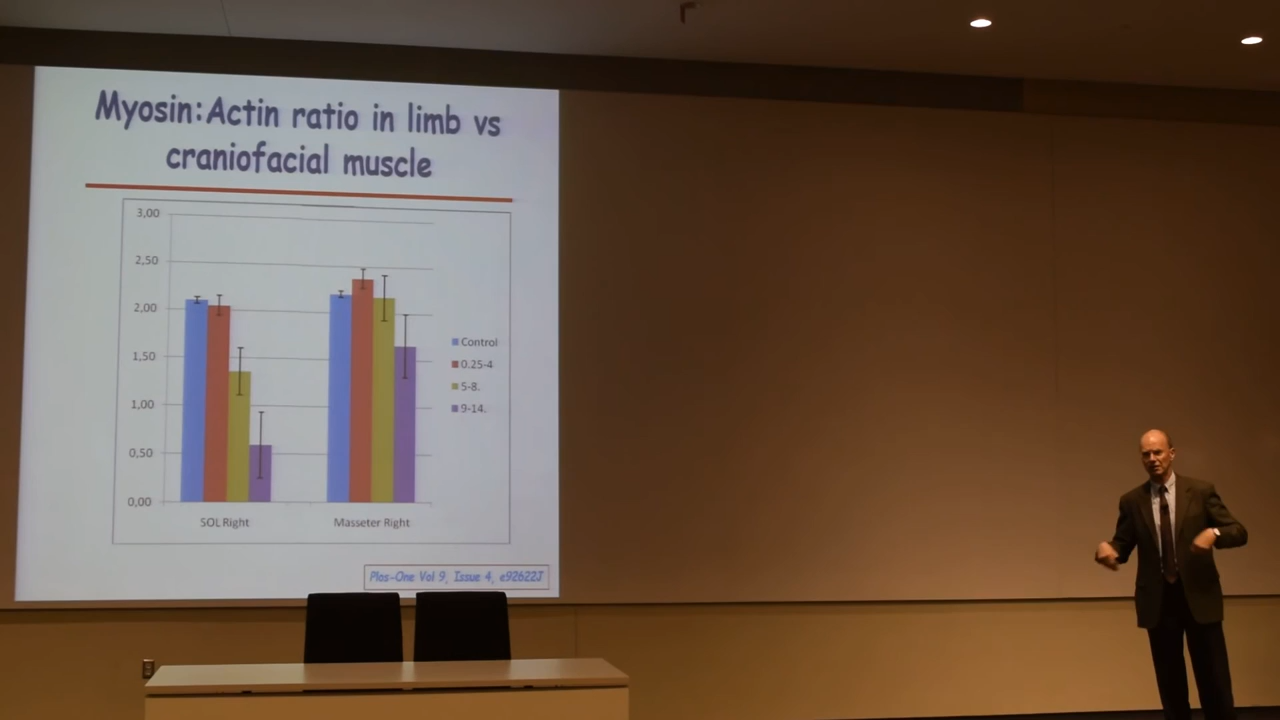 Myosin:Actin ratio in limb vs
craniofacial muscle
3,00
2,50
2,00
1,50
1,00
0,50
0,00
SOL Right
Masseter Right
Control
0.25-4
5-8.
9-14.
Plos-One Vol 9, Issue 4, e92622J